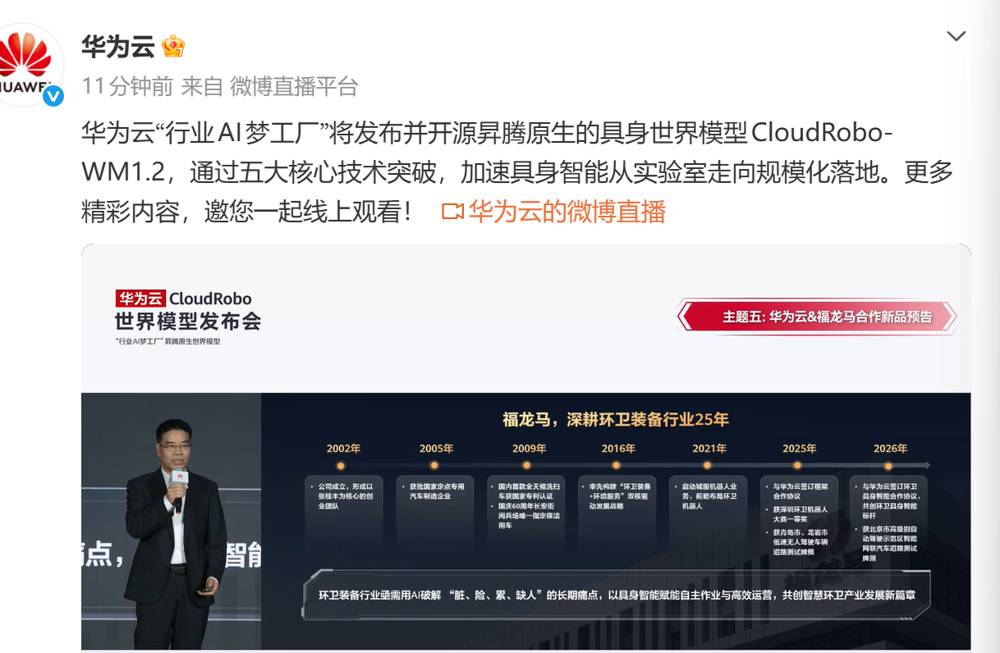 华为云
11分钟前 来自 微博直播平台
HUAWEI
华为云“行业AI梦工厂”将发布并开源昇腾原生的具身世界模型CloudRobo-
WM1.2，通过五大核心技术突破，加速具身智能从实验室走向规模化落地。更多
精彩内容，邀您一起线上观看！ 华为云的微博直播
华为云 CloudRobo
世界模型发布会
“行业AI梦工厂”昇腾原生世界模型
主题五: 华为云&福龙马合作新品预告
福龙马，深耕环卫装备行业25年
2002年
• 公司成立，形成以
张桂丰为核心的创
业团队
2005年
• 获批国家定点专用
汽车制造企业
2009年
• 国内首款全天候洗扫
车获国家专利认证
• 国庆60周年长安街
阅兵场唯一指定保洁
用车
2016年
• 率先构建“环卫装备
+环境服务”双核驱
动发展战略
2021年
• 启动城服机器人业
务，前瞻布局环卫
机器人
2025年
• 与华为云签订框架
合作协议
• 获深圳环卫机器人
大赛一等奖
• 获青岛市、龙岩市
低速无人驾驶车辆
道路测试牌照
2026年
• 与华为云签订环卫
具身智能合作协议，
共创环卫具身智能
标杆
• 获北京市高级别自
动驾驶示范区智能
网联汽车道路测试
牌照
点，
智能
环卫装备行业亟需用AI破解 “脏、险、累、缺人”的长期痛点，以具身智能赋能自主作业与高效运营，共创智慧环卫产业发展新篇章